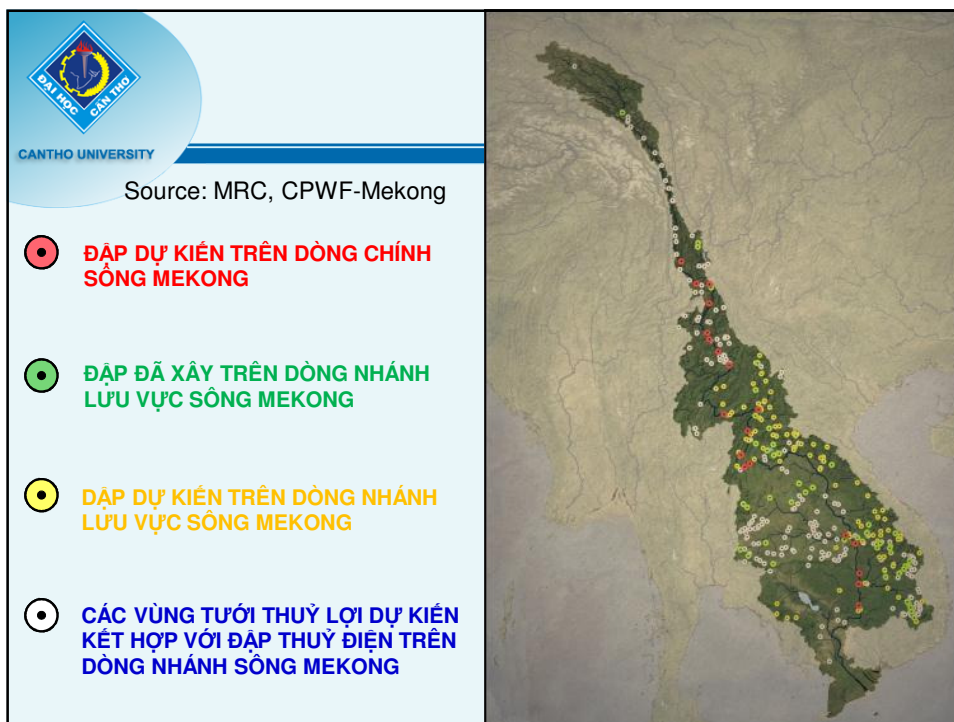 ĐẠI HỌC CẦN THƠ
CANTHO UNIVERSITY
Source: MRC, CPWF-Mekong
ĐẬP DỰ KIẾN TRÊN DÒNG CHÍNH
SÔNG MEKONG
ĐẬP ĐÃ XÂY TRÊN DÒNG NHÁNH
LƯU VỰC SÔNG MEKONG
DẬP DỰ KIẾN TRÊN DÒNG NHÁNH
LƯU VỰC SÔNG MEKONG
CÁC VÙNG TƯỚI THUỶ LỢI DỰ KIẾN
KẾT HỢP VỚI ĐẬP THUỶ ĐIỆN TRÊN
DÒNG NHÁNH SÔNG MEKONG